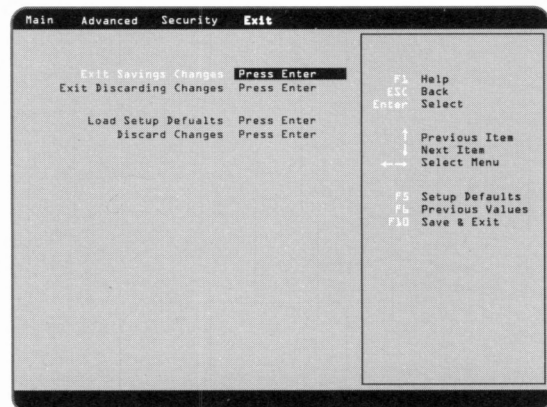 Main Advanced Security Exit
Exit Savings Changes Press Enter
Exit Discarding Changes Press Enter
Load Setup Defualts Press Enter
Discard Changes Press Enter
F1 Help
ESC Back
Enter Select
↑ Previous Item
↓ Next Item
←→ Select Menu
F5 Setup Defaults
F6 Previous Values
F10 Save & Exit